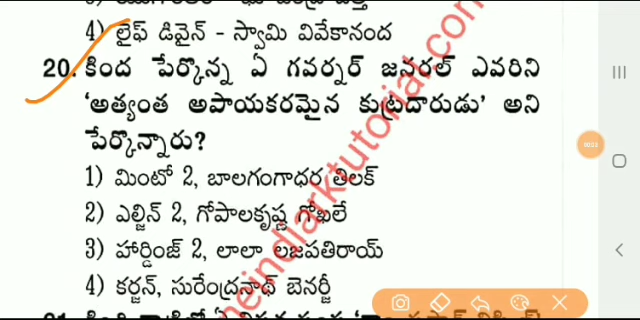 4) లైఫ్ డివైన్ - స్వామి వివేకానంద
20. కింద పేర్కొన్న ఏ గవర్నర్ జనరల్ ఎవరిని
'అత్యంత అపాయకరమైన కుట్రదారుడు' అని
పేర్కొన్నారు?
1) మింటో 2, బాలగంగాధర తిలక్
2) ఎల్జిన్ 2, గోపాలకృష్ణ గోఖలే
3) హార్డింజ్ 2, లాలా లజపతిరాయ్
4) కర్జన్, సురేంద్రనాథ్ బెనర్జీ